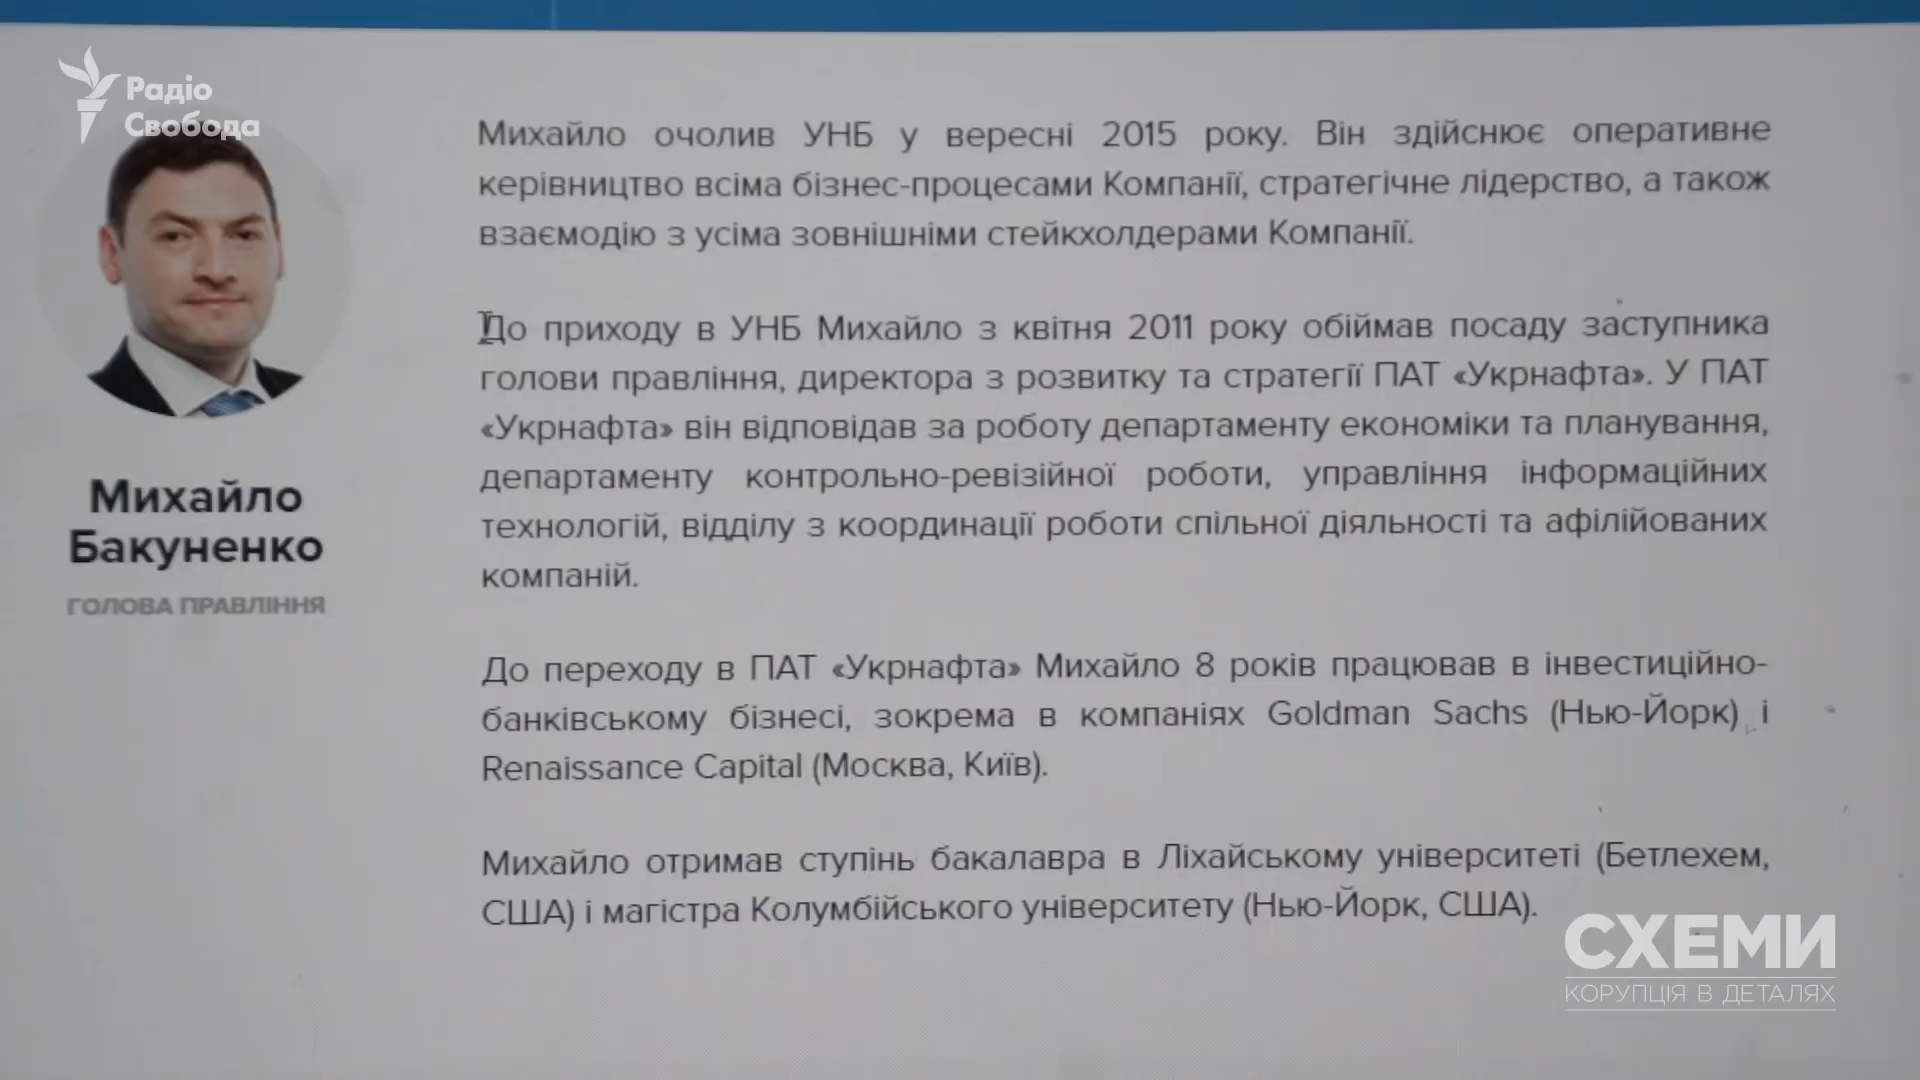 Радіо
Свобода
Михайло очолив УНБ у вересні 2015 року. Він здійснює оперативне
керівництво всіма бізнес-процесами Компанії, стратегічне лідерство, а також
взаємодію з усіма зовнішніми стейкхолдерами Компанії.
До приходу в УНБ Михайло з квітня 2011 року обіймав посаду заступника
голови правління, директора з розвитку та стратегії ПАТ «Укрнафта». У ПАТ
«Укрнафта» він відповідав за роботу департаменту економіки та планування,
департаменту контрольно-ревізійної роботи, управління інформаційних
технологій, відділу з координації роботи спільної діяльності та афілійованих
компаній.
До переходу в ПАТ «Укрнафта» Михайло 8 років працював в інвестиційно-
банківському бізнесі, зокрема в компаніях Goldman Sachs (Нью-Йорк) і
Renaissance Capital (Москва, Київ).
Михайло отримав ступінь бакалавра в Ліхайському університеті (Бетлехем,
США) і магістра Колумбійського університету (Нью-Йорк, США).
Михайло
Бакуненко
ГОЛОВА ПРАВЛІННЯ
СХЕМИ
КОРУПЦІЯ В ДЕТАЛЯХ